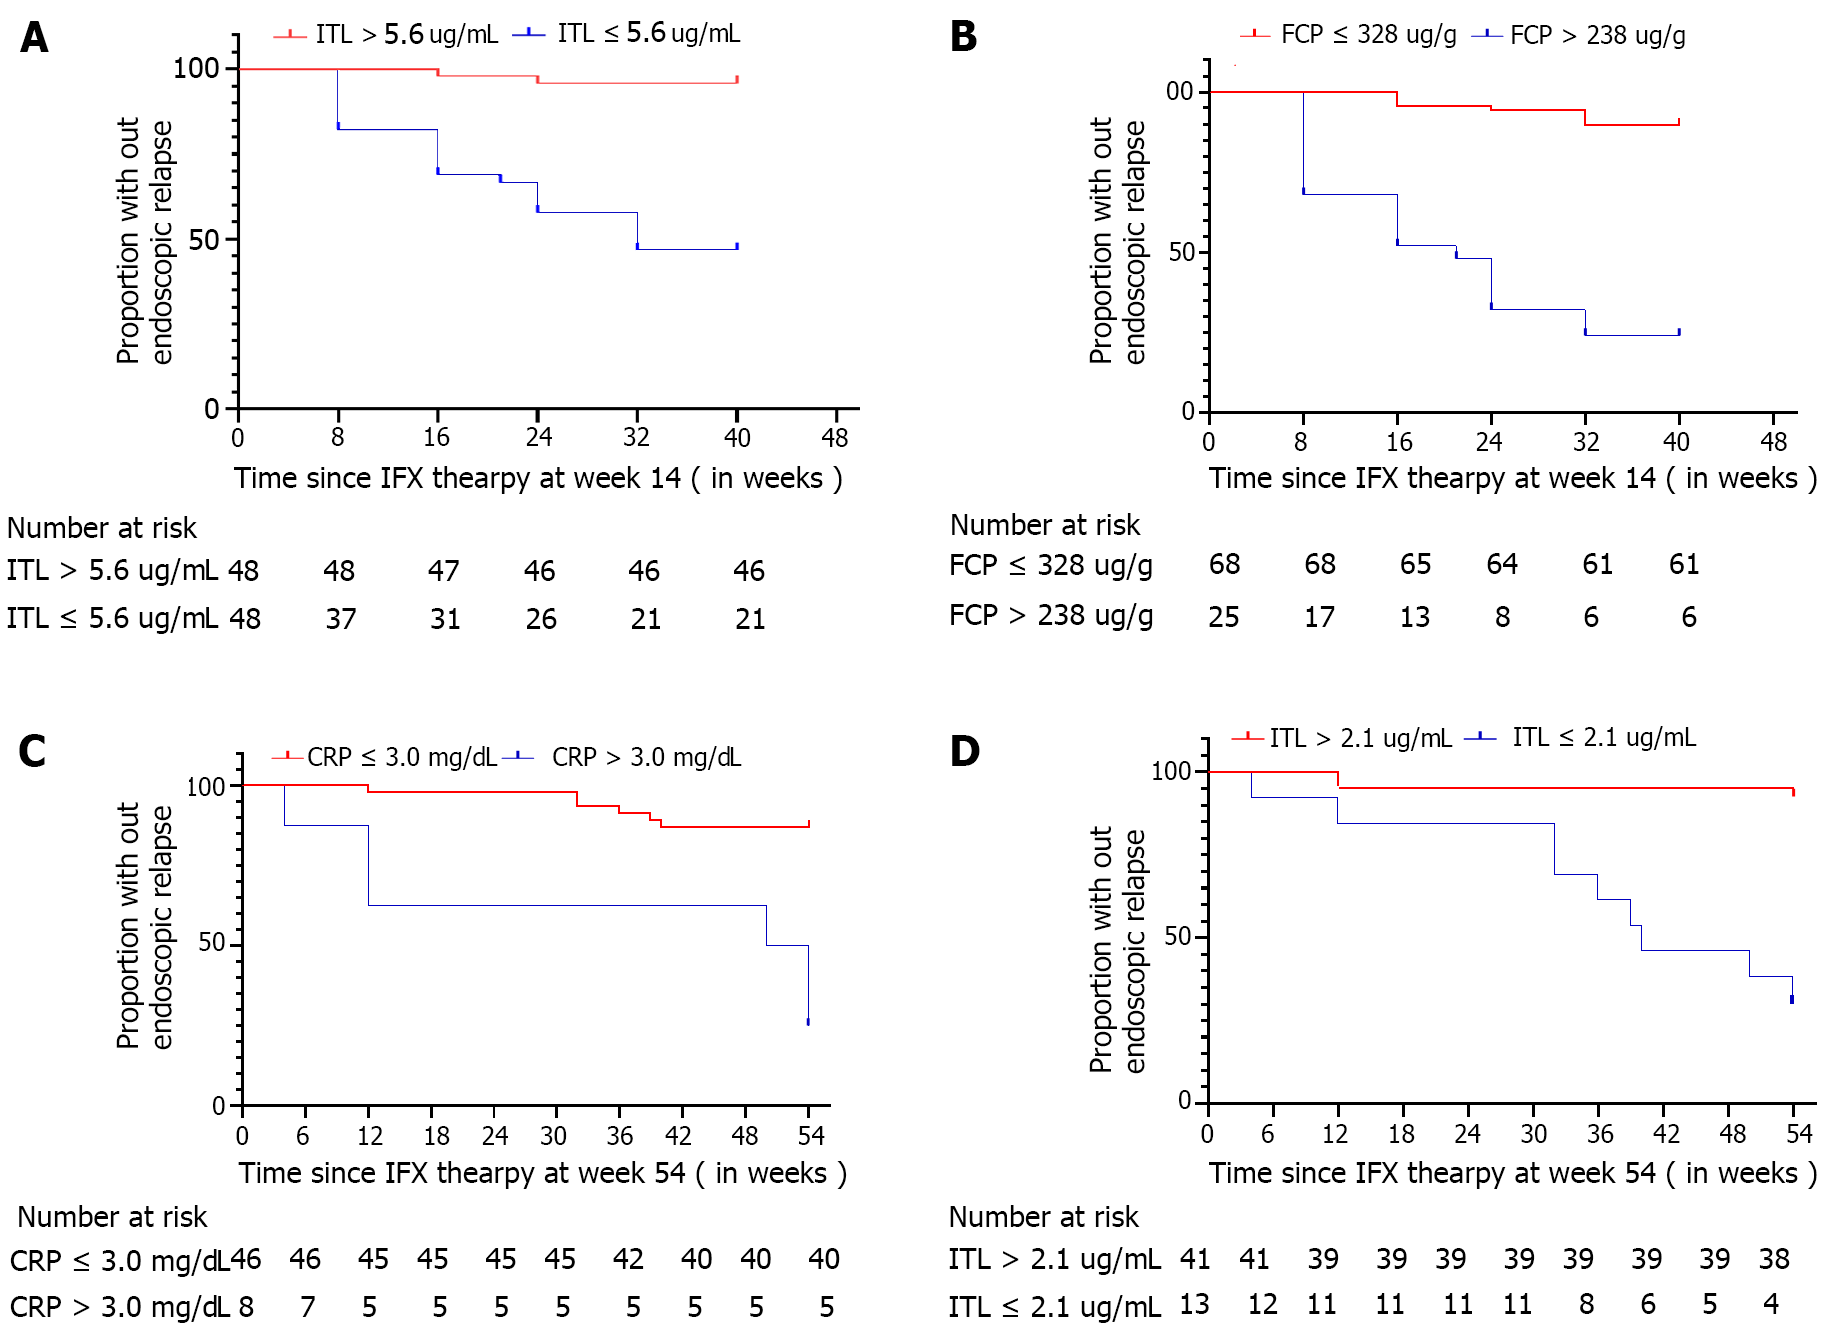 A
ITL > 5.6 ug/mL ITL ≤ 5.6 ug/mL
Proportion with out
endoscopic relapse
100
50
0
0 8 16 24 32 40 48
Time since IFX thearpy at week 14 ( in weeks )
Number at risk
ITL > 5.6 ug/mL 48 48 47 46 46 46
ITL ≤ 5.6 ug/mL 48 37 31 26 21 21
B
FCP ≤ 328 ug/g FCP > 238 ug/g
Proportion with out
endoscopic relapse
00
50
0
0 8 16 24 32 40 48
Time since IFX thearpy at week 14 ( in weeks )
Number at risk
FCP ≤ 328 ug/g 68 68 65 64 61 61
FCP > 238 ug/g 25 17 13 8 6 6
C
CRP ≤ 3.0 mg/dL CRP > 3.0 mg/dL
Proportion with out
endoscopic relapse
100
50
0
0 6 12 18 24 30 36 42 48 54
Time since IFX thearpy at week 54 ( in weeks )
Number at risk
CRP ≤ 3.0 mg/dL 46 46 45 45 45 45 42 40 40 40
CRP > 3.0 mg/dL 8 7 5 5 5 5 5 5 5 5
D
ITL > 2.1 ug/mL ITL ≤ 2.1 ug/mL
Proportion with out
endoscopic relapse
100
50
0
0 6 12 18 24 30 36 42 48 54
Time since IFX thearpy at week 54 ( in weeks )
Number at risk
ITL > 2.1 ug/mL 41 41 39 39 39 39 39 39 39 38
ITL ≤ 2.1 ug/mL 13 12 11 11 11 11 8 6 5 4